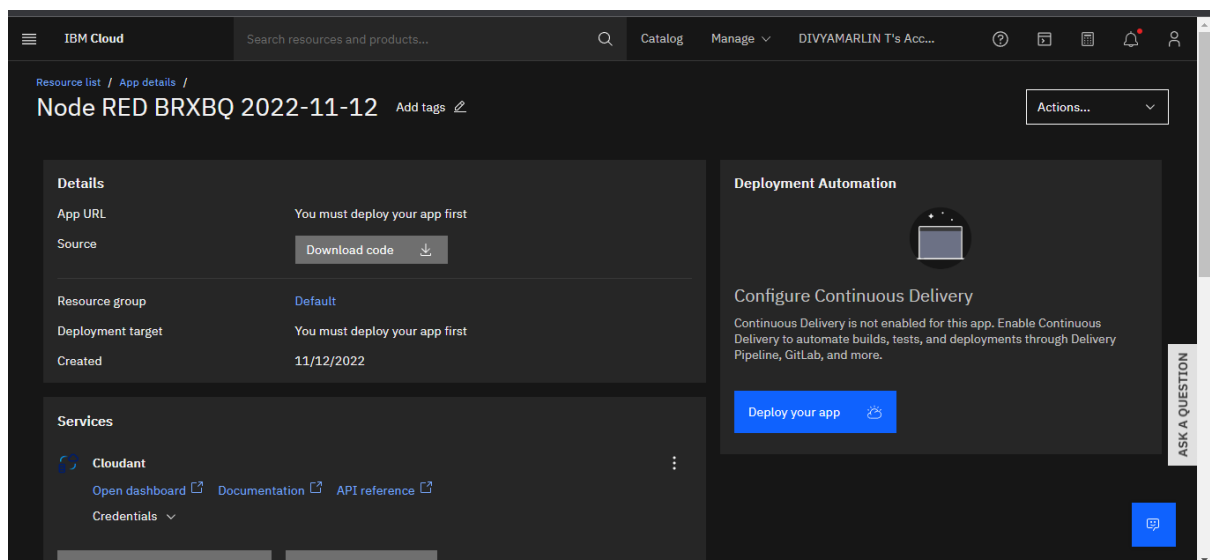 IBM Cloud
Search resources and products...
Catalog
Manage
DIVYAMARLIN T's Acc...
Resource list / App details /
Node RED BRXBQ 2022-11-12
Add tags
Actions...
Details
App URL
You must deploy your app first
Source
Download code
Resource group
Default
Deployment target
You must deploy your app first
Created
11/12/2022
Services
Cloudant
Open dashboard
Documentation
API reference
Credentials
Deployment Automation
Configure Continuous Delivery
Continuous Delivery is not enabled for this app. Enable Continuous
Delivery to automate builds, tests, and deployments through Delivery
Pipeline, GitLab, and more.
Deploy your app
ASK A QUESTION